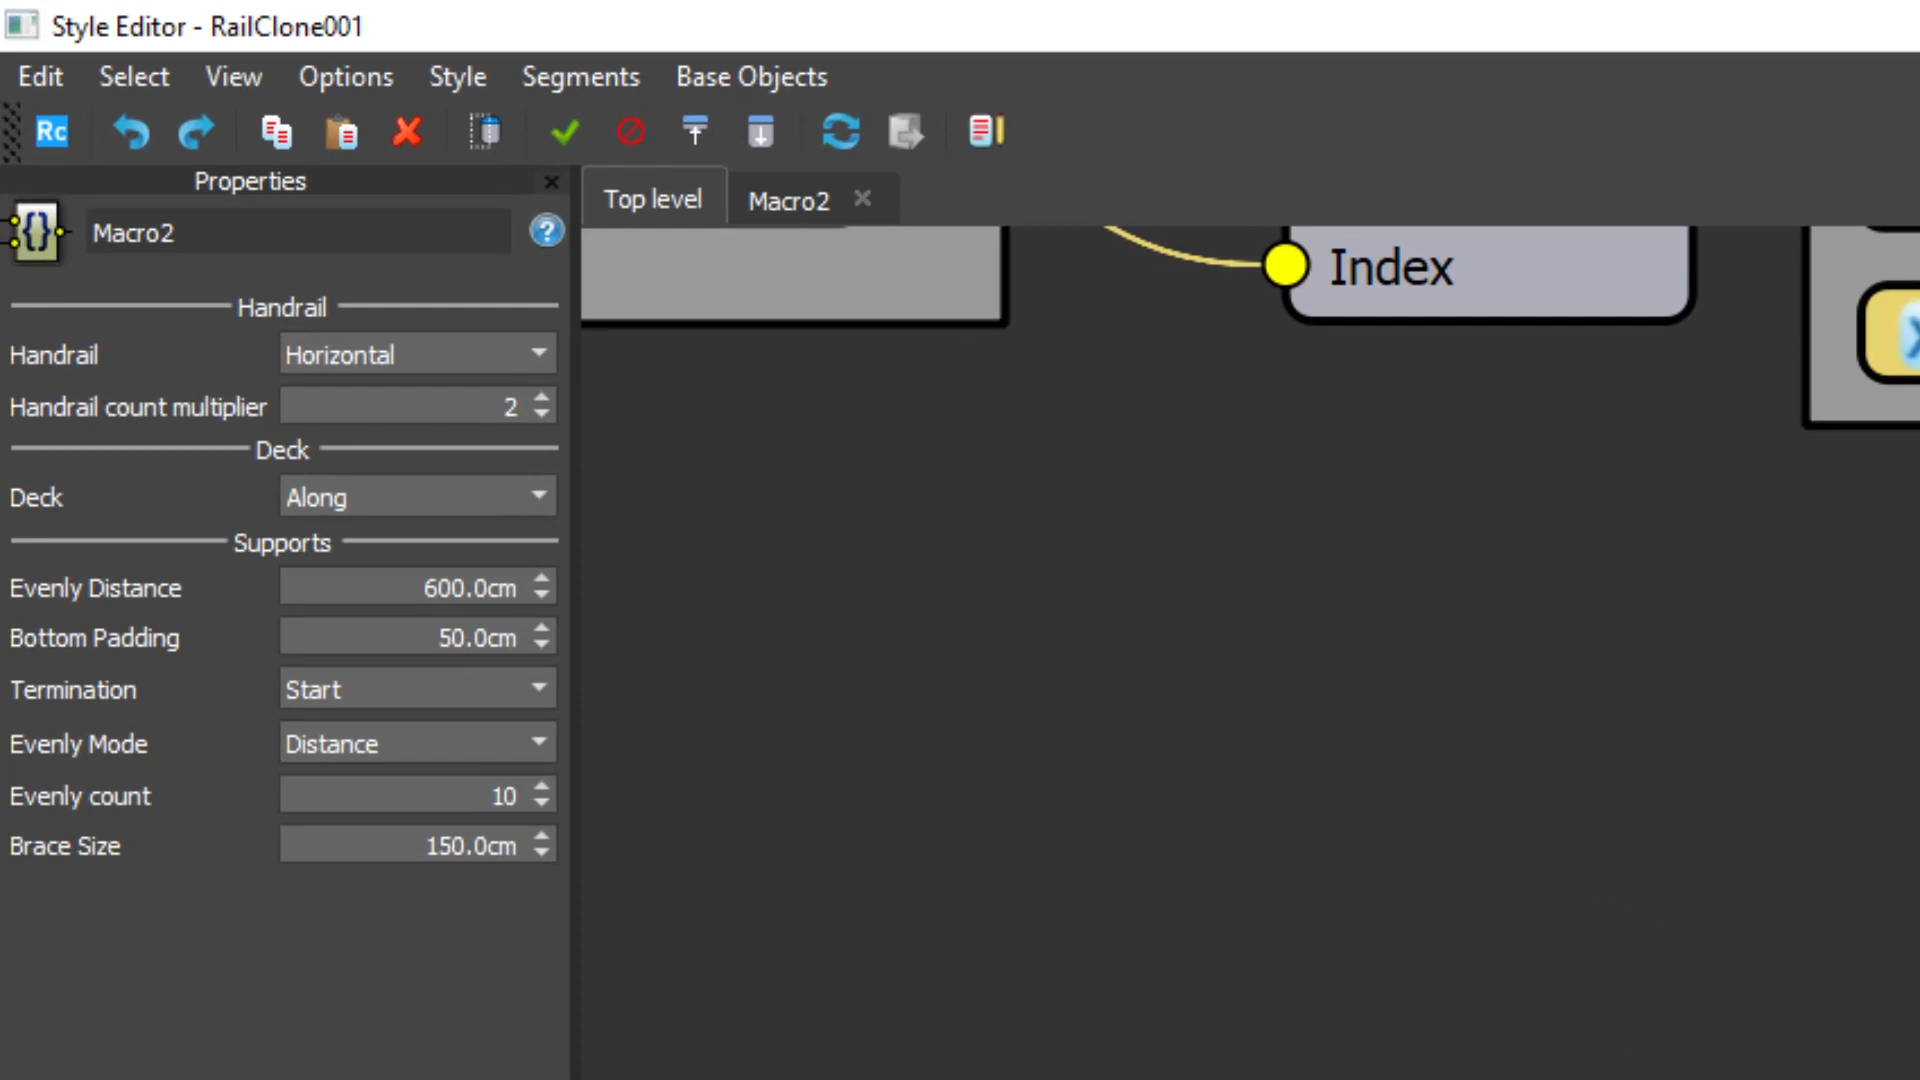 Style Editor - RailClone001
Edit Select View Options Style Segments Base Objects
Rc
Properties
Top level Macro2
{} Macro2 ?
Index
Handrail
Handrail Horizontal
Handrail count multiplier 2
Deck
Deck Along
Supports
Evenly Distance 600.0cm
Bottom Padding 50.0cm
Termination Start
Evenly Mode Distance
Evenly count 10
Brace Size 150.0cm